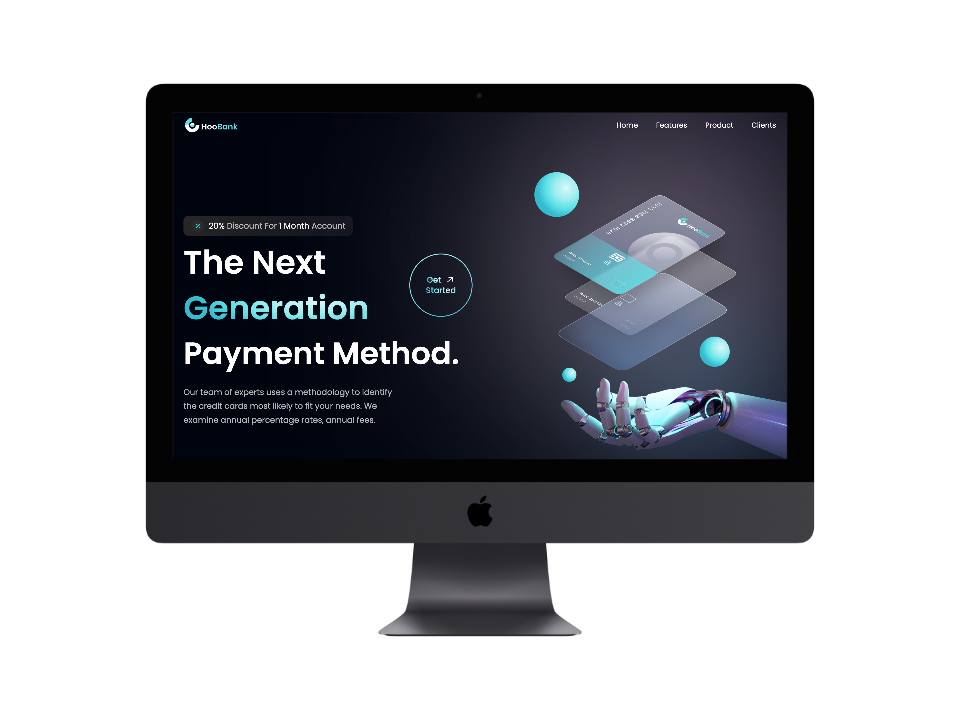 HooBank
Home Features Product Clients
20% Discount For 1 Month Account
The Next
Generation
Payment Method.
Get
Started
Our team of experts uses a methodology to identify
the credit cards most likely to fit your needs. We
examine annual percentage rates, annual fees.
HooBank